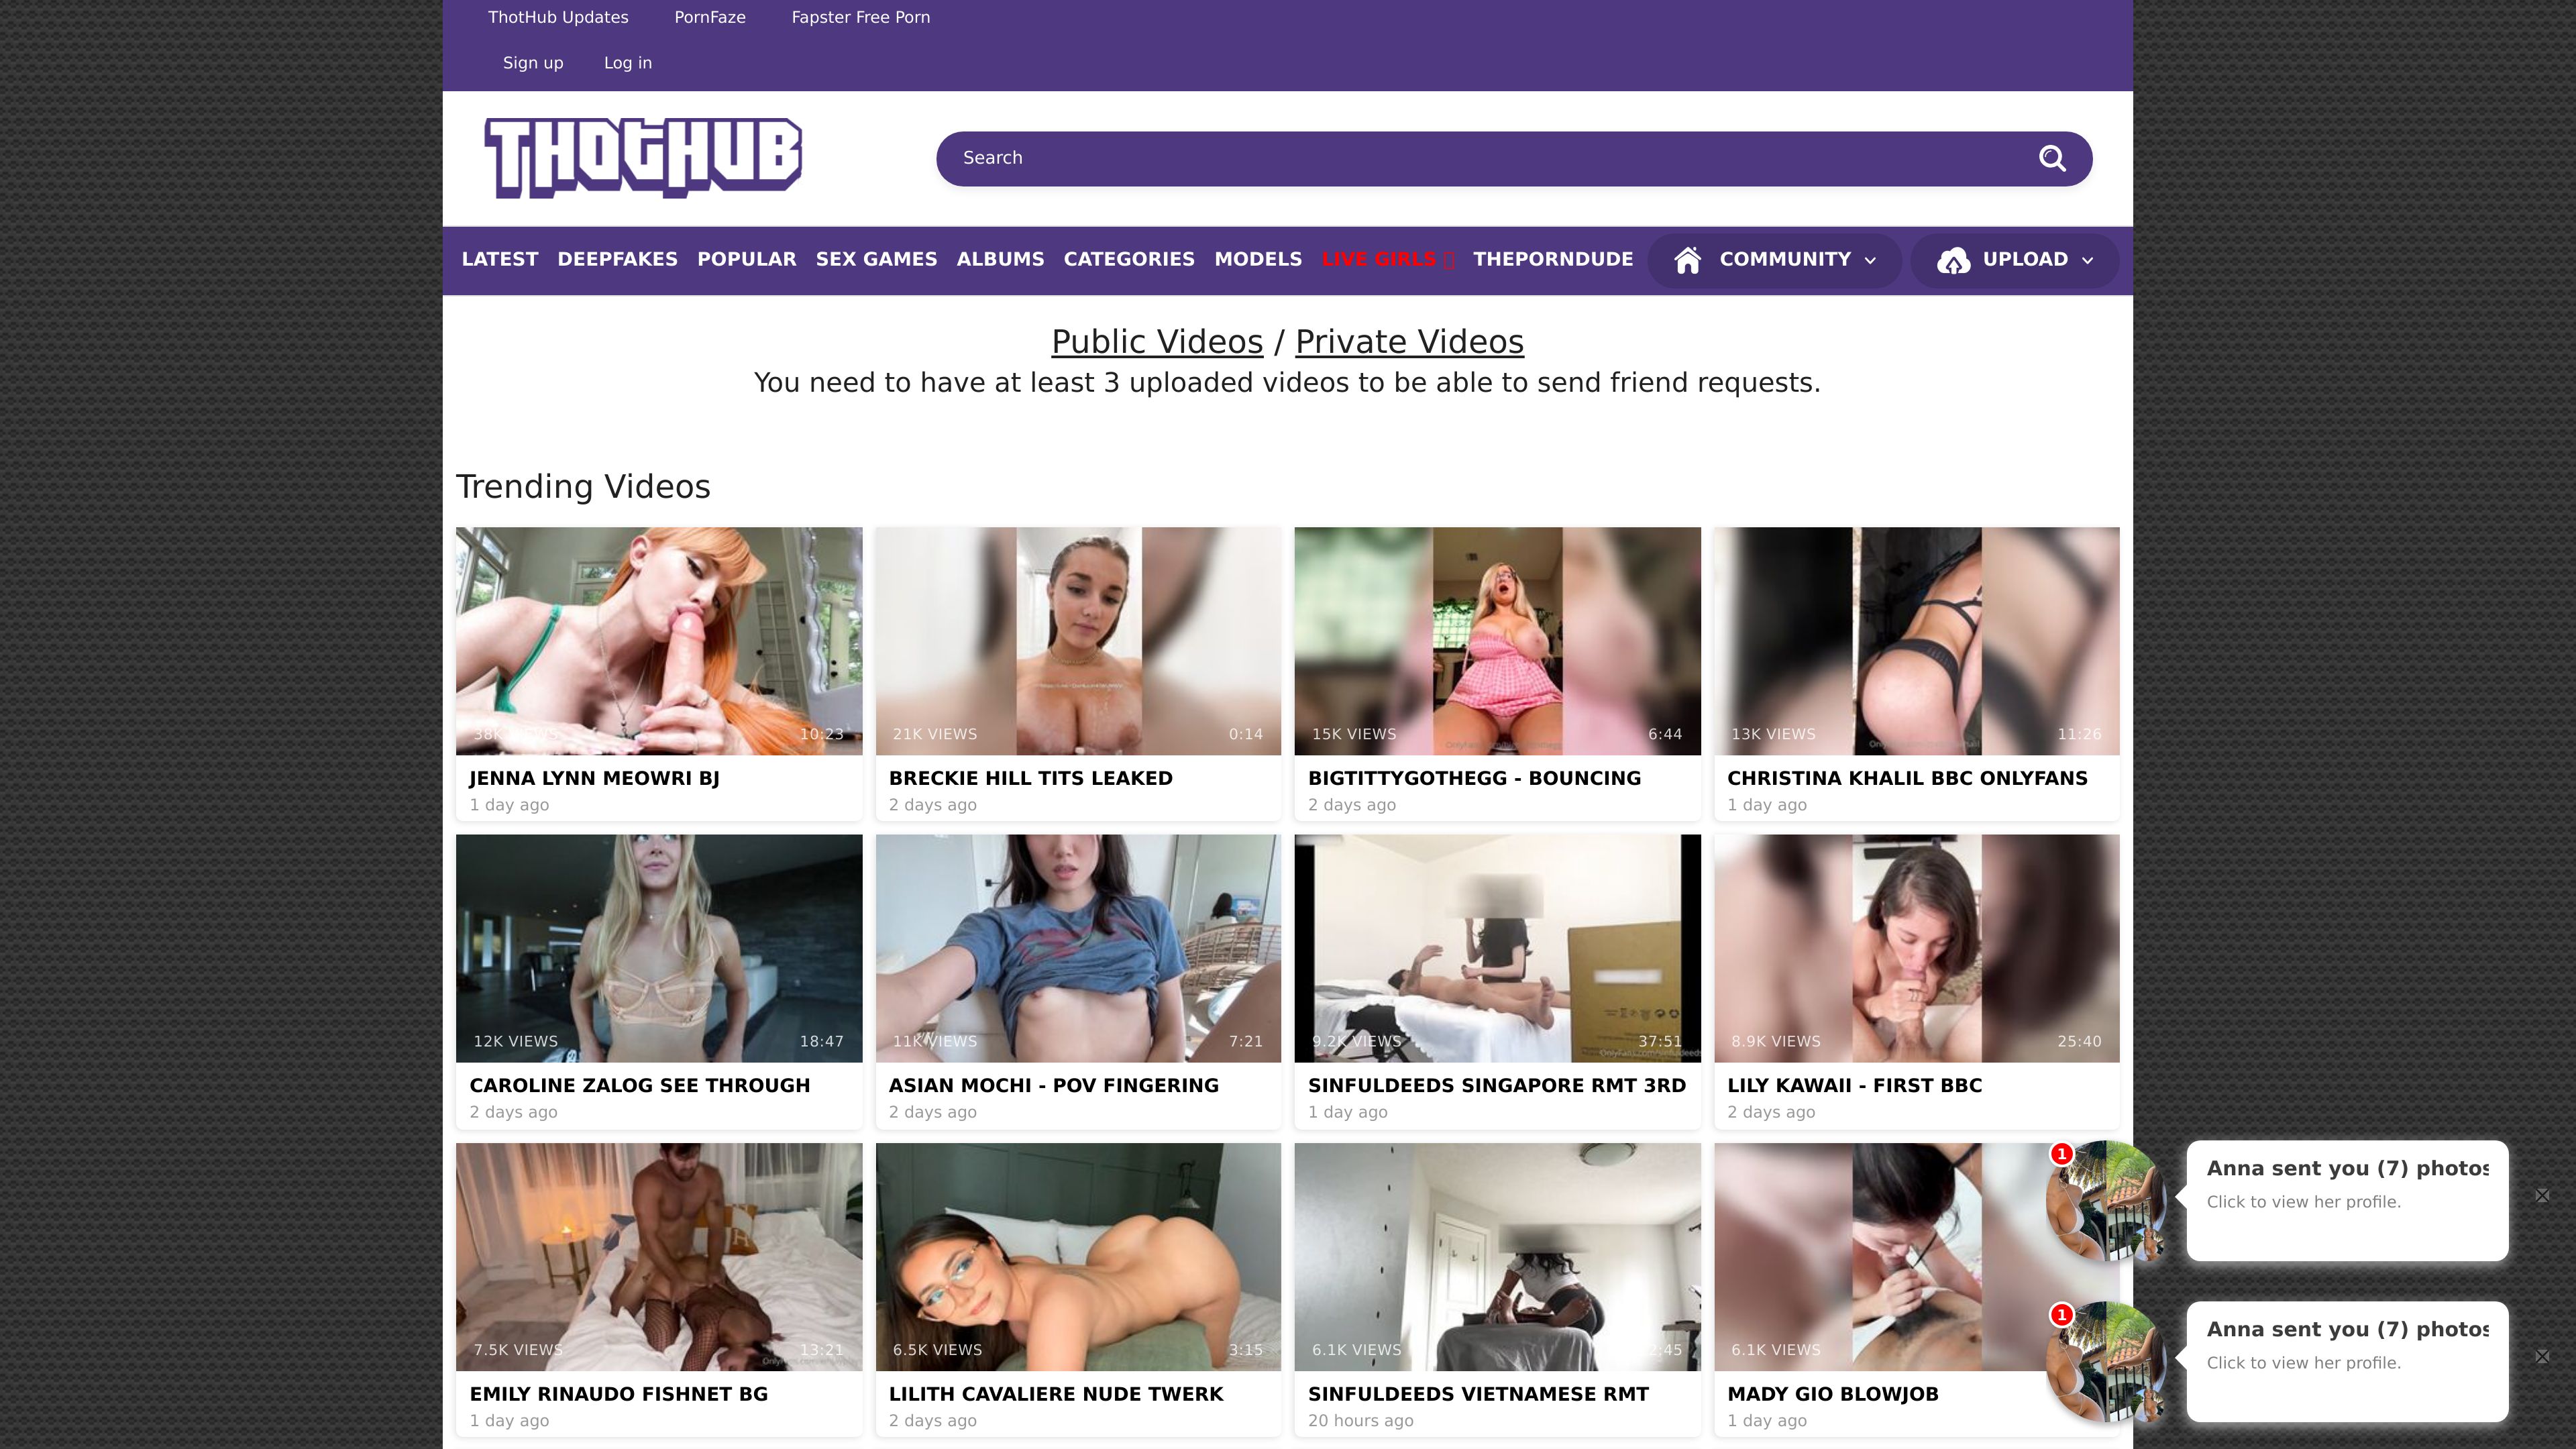 ThotHub Updates PornFaze Fapster Free Porn
Sign up Log in
THOTHUB
Search
LATEST DEEPFAKES POPULAR SEX GAMES ALBUMS CATEGORIES MODELS LIVE GIRLS THEPORNDUDE COMMUNITY UPLOAD
Public Videos / Private Videos
You need to have at least 3 uploaded videos to be able to send friend requests.
Trending Videos
38K VIEWS 10:23
21K VIEWS 0:14
15K VIEWS 6:44
13K VIEWS 11:26
JENNA LYNN MEOWRI BJ
1 day ago
BRECKIE HILL TITS LEAKED
2 days ago
BIGTITTYGOTHEGG - BOUNCING
2 days ago
CHRISTINA KHALIL BBC ONLYFANS
1 day ago
12K VIEWS 18:47
11K VIEWS 7:21
9.2K VIEWS 37:51
8.9K VIEWS 25:40
CAROLINE ZALOG SEE THROUGH
2 days ago
ASIAN MOCHI - POV FINGERING
2 days ago
SINFULDEEDS SINGAPORE RMT 3RD
1 day ago
LILY KAWAII - FIRST BBC
2 days ago
7.5K VIEWS 13:21
6.5K VIEWS 3:15
6.1K VIEWS
6.1K VIEWS
EMILY RINAUDO FISHNET BG
1 day ago
LILITH CAVALIERE NUDE TWERK
2 days ago
SINFULDEEDS VIETNAMESE RMT
20 hours ago
MADY GIO BLOWJOB
1 day ago
1
Anna sent you (7) photos
Click to view her profile.
1
Anna sent you (7) photos
Click to view her profile.